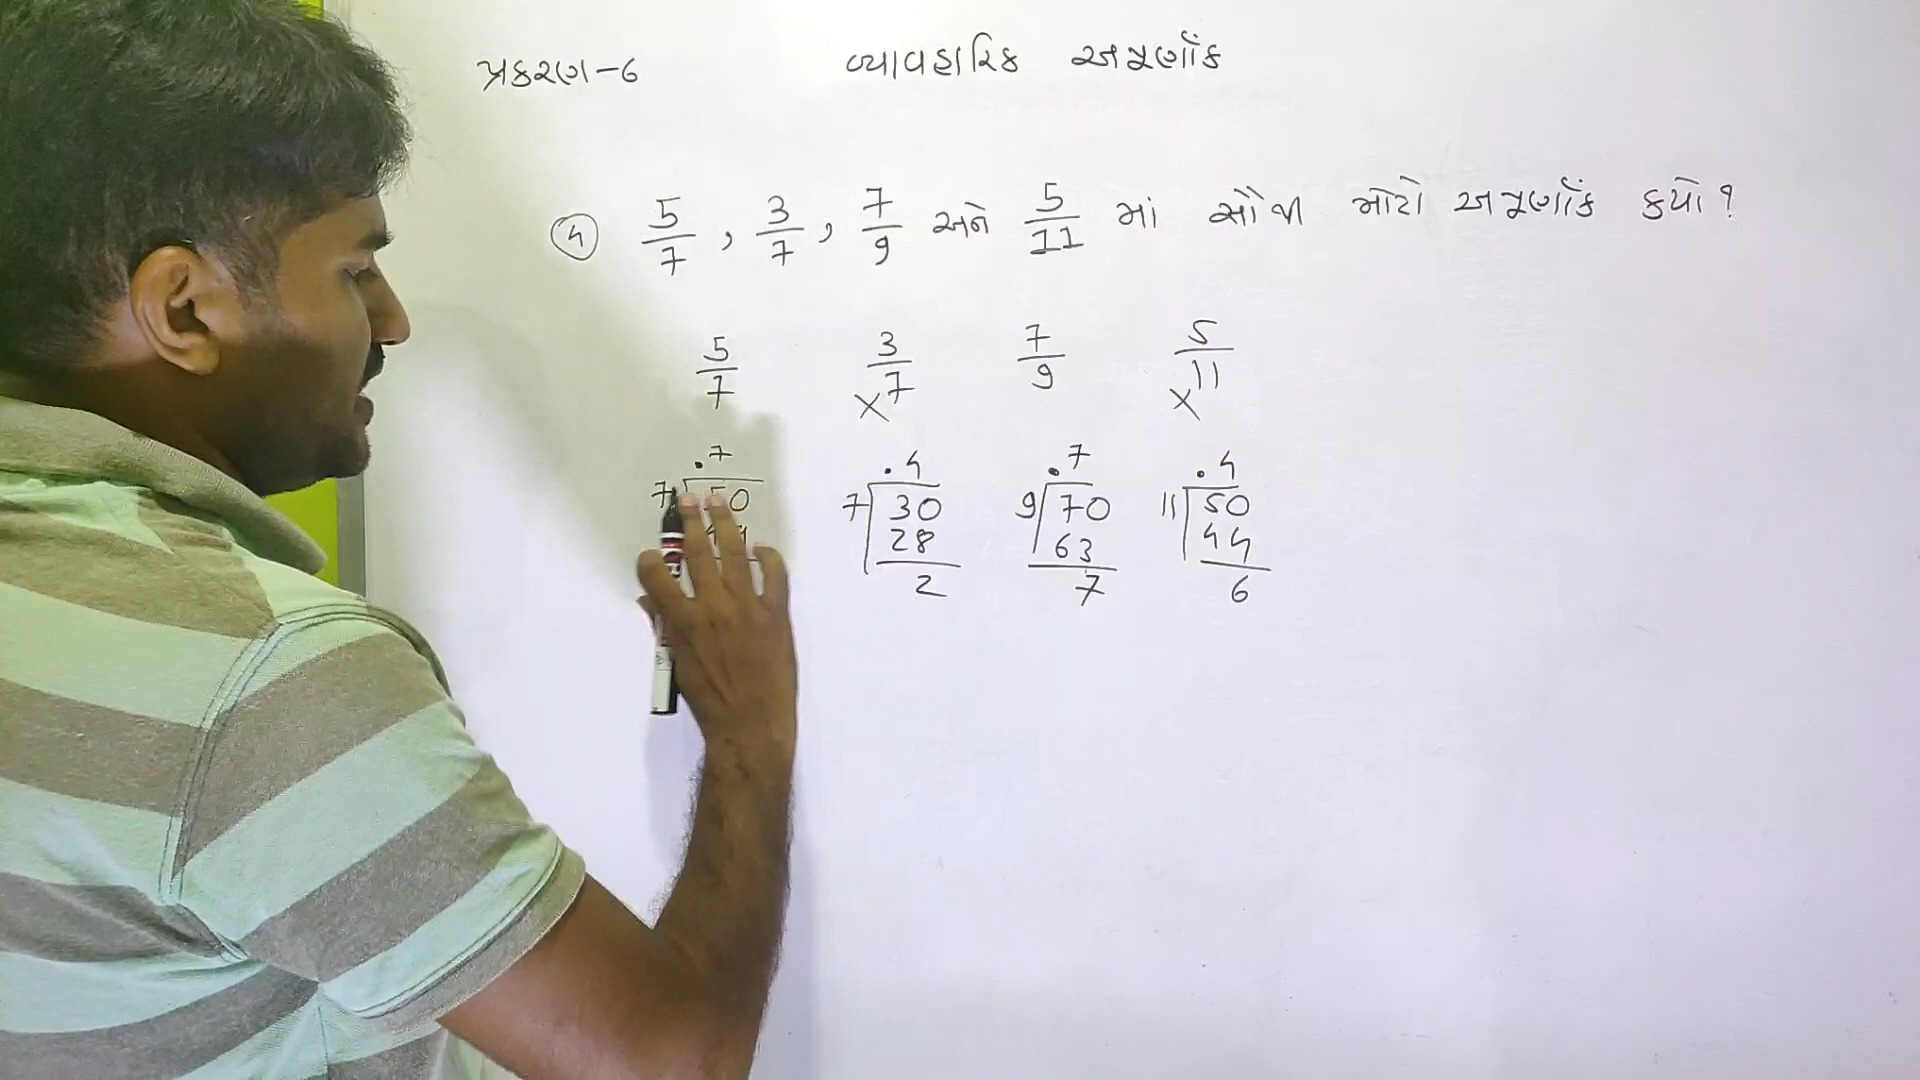 પ્રકરણ-6 વ્યાવહારિક અપૂર્ણાંક
(4) 5/7 , 3/7 , 7/9 અને 5/11 માં સૌથી મોટો અપૂર્ણાંક કયો ?
5/7 3/7 7/9 5/11
× ×
.7 .4 .7 .4
7 50 7 30 9 70 11 50
28 63 44
2 7 6